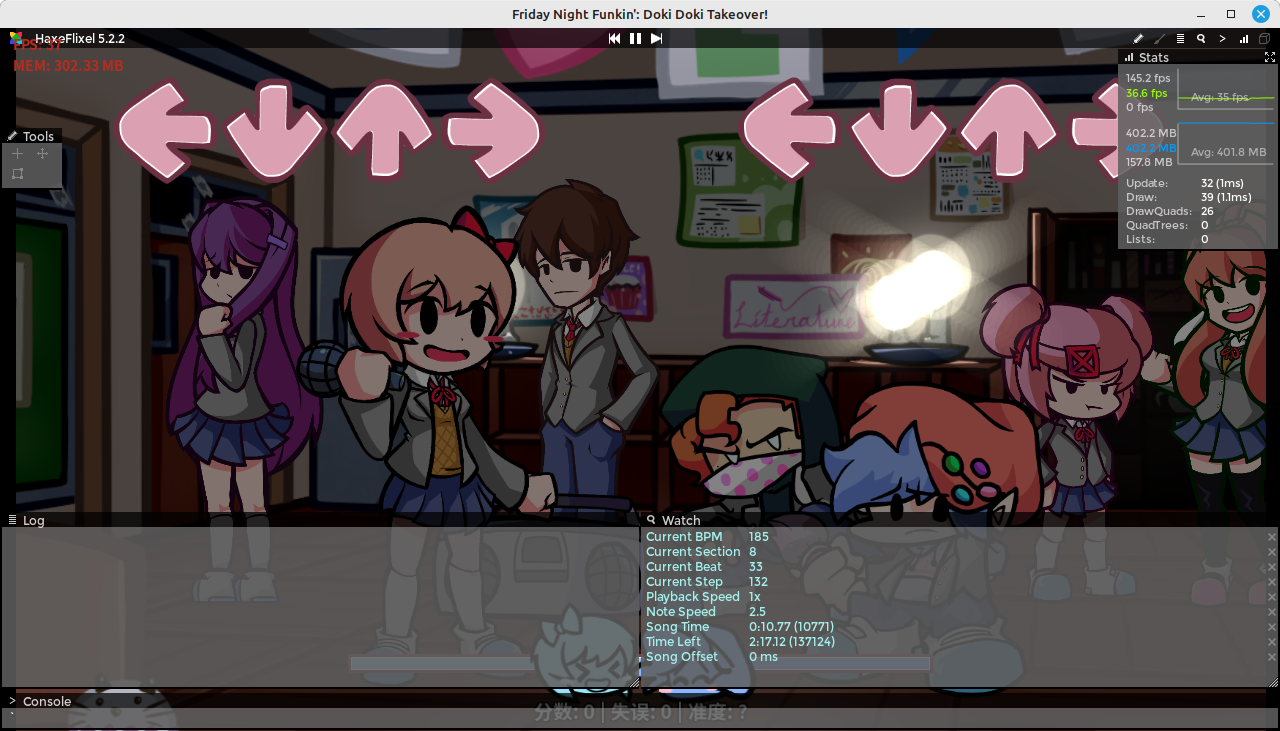 Friday Night Funkin': Doki Doki Takeover!
HaxeFlixel 5.2.2
FPS: 37
MEM: 302.33 MB
Stats
145.2 fps
36.6 fps
0 fps
Avg: 35 fps
402.2 MB
402.2 MB
157.8 MB
Avg: 401.8 MB
Update: 32 (1ms)
Draw: 39 (1.1ms)
DrawQuads: 26
QuadTrees: 0
Lists: 0
Tools
Literature
Log
Watch
Current BPM 185
Current Section 8
Current Beat 33
Current Step 132
Playback Speed 1x
Note Speed 2.5
Song Time 0:10.77 (10771)
Time Left 2:17.12 (137124)
Song Offset 0 ms
> Console
分数: 0 | 失误: 0 | 准度: ?